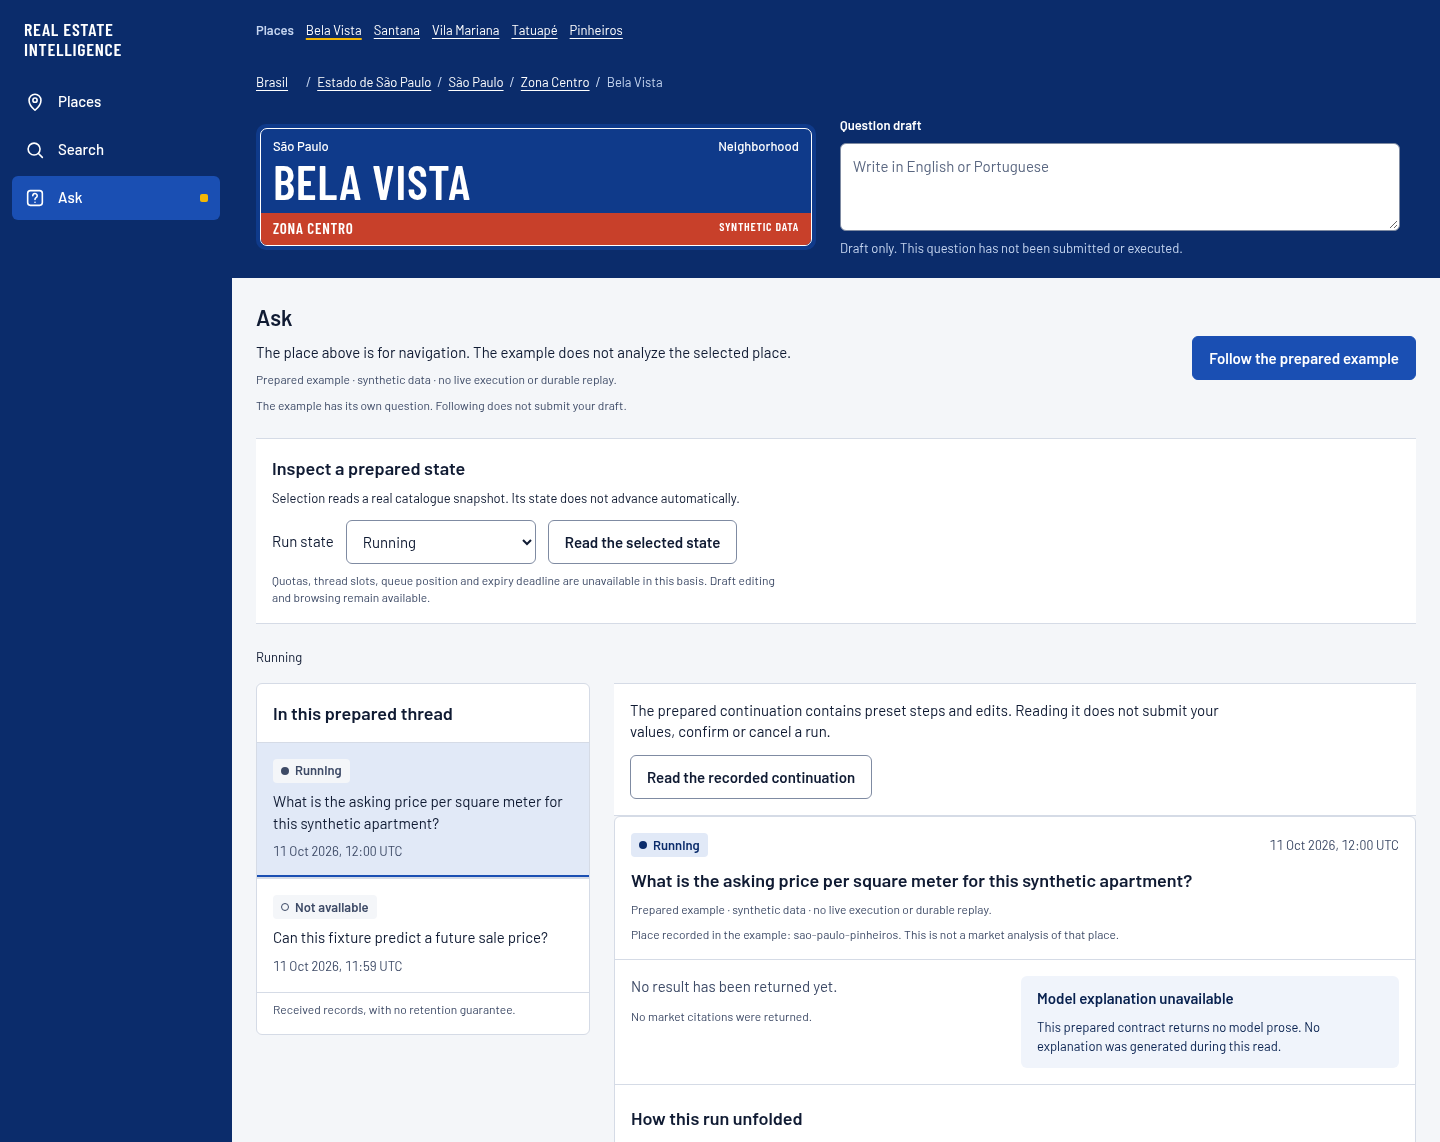 REAL ESTATE
INTELLIGENCE
Places
Search
Ask
Places Bela Vista Santana Vila Mariana Tatuapé Pinheiros
Brasil / Estado de São Paulo / São Paulo / Zona Centro / Bela Vista
São Paulo Neighborhood
BELA VISTA
ZONA CENTRO SYNTHETIC DATA
Question draft
Write in English or Portuguese
Draft only. This question has not been submitted or executed.
Ask
The place above is for navigation. The example does not analyze the selected place.
Prepared example · synthetic data · no live execution or durable replay.
The example has its own question. Following does not submit your draft.
Follow the prepared example
Inspect a prepared state
Selection reads a real catalogue snapshot. Its state does not advance automatically.
Run state Running Read the selected state
Quotas, thread slots, queue position and expiry deadline are unavailable in this basis. Draft editing
and browsing remain available.
Running
In this prepared thread
Running
What is the asking price per square meter for
this synthetic apartment?
11 Oct 2026, 12:00 UTC
Not available
Can this fixture predict a future sale price?
11 Oct 2026, 11:59 UTC
Received records, with no retention guarantee.
The prepared continuation contains preset steps and edits. Reading it does not submit your
values, confirm or cancel a run.
Read the recorded continuation
Running 11 Oct 2026, 12:00 UTC
What is the asking price per square meter for this synthetic apartment?
Prepared example · synthetic data · no live execution or durable replay.
Place recorded in the example: sao-paulo-pinheiros. This is not a market analysis of that place.
No result has been returned yet.
No market citations were returned.
Model explanation unavailable
This prepared contract returns no model prose. No
explanation was generated during this read.
How this run unfolded